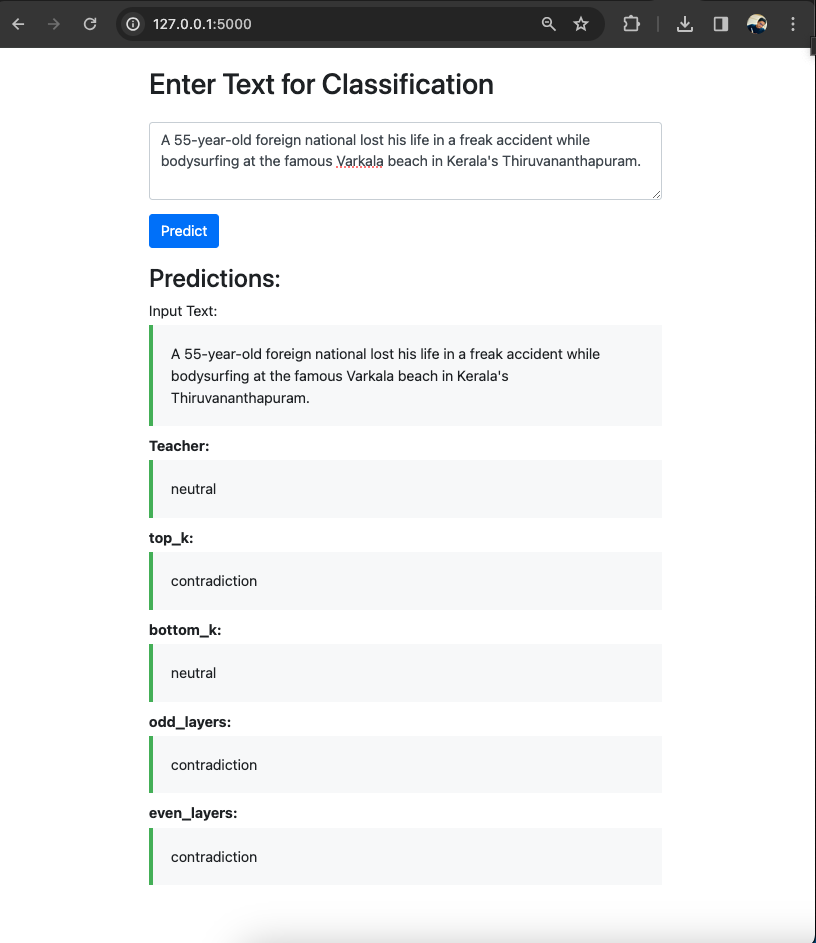 127.0.0.1:5000
Enter Text for Classification
A 55-year-old foreign national lost his life in a freak accident while
bodysurfing at the famous Varkala beach in Kerala's Thiruvananthapuram.
Predict
Predictions:
Input Text:
A 55-year-old foreign national lost his life in a freak accident while
bodysurfing at the famous Varkala beach in Kerala's
Thiruvananthapuram.
Teacher:
neutral
top_k:
contradiction
bottom_k:
neutral
odd_layers:
contradiction
even_layers:
contradiction